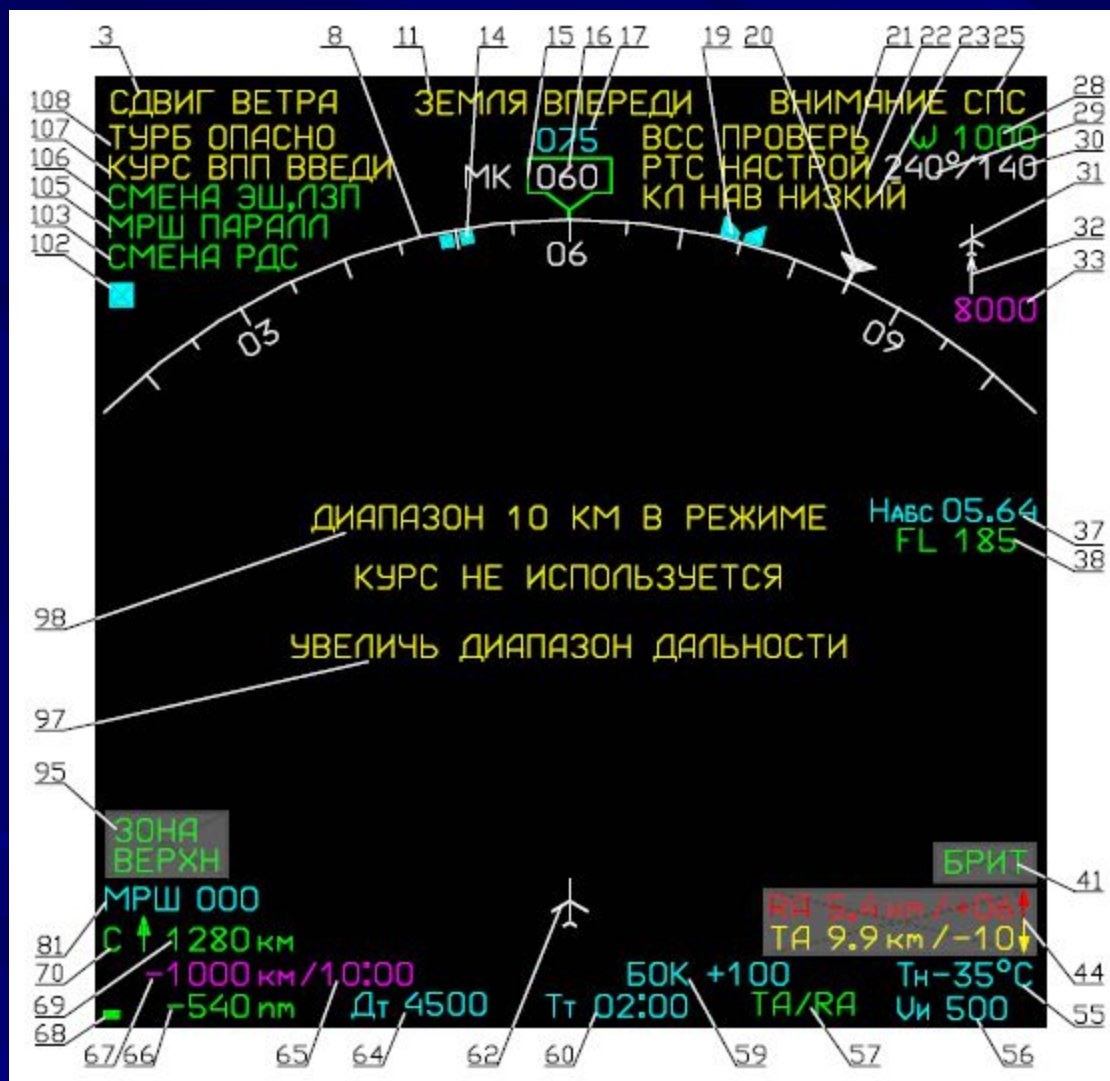 3 8 11 14 15 16 17 19 20 21 22 23 25
СДВИГ ВЕТРА ЗЕМЛЯ ВПЕРЕДИ ВНИМАНИЕ СПС 28
108 ТУРБ ОПАСНО 075 ВСС ПРОВЕРЬ W 1000 29
107 КУРС ВПП ВВЕДИ МК 060 РТС НАСТРОЙ 240°/140 30
106 СМЕНА ЭШ,ЛЗП КЛ НАВ НИЗКИЙ 31
105 МРШ ПАРАЛЛ 32
103 СМЕНА РДС 06
102 33
8000
03 09
ДИАПАЗОН 10 КМ В РЕЖИМЕ НАБС 05.64 37
FL 185 38
КУРС НЕ ИСПОЛЬЗУЕТСЯ
98
УВЕЛИЧЬ ДИАПАЗОН ДАЛЬНОСТИ
97
95
ЗОНА
ВЕРХН БРИТ 41
МРШ 000 RA 5.4 км/+06
81 С 1280 км TA 9.9 км/-10 44
70 -1000 км/10:00 БОК +100 Тн-35°С
69 -540 nm Дт 4500 Тт 02:00 TA/RA Vи 500 55
68
67 66 65 64 62 60 59 57 56